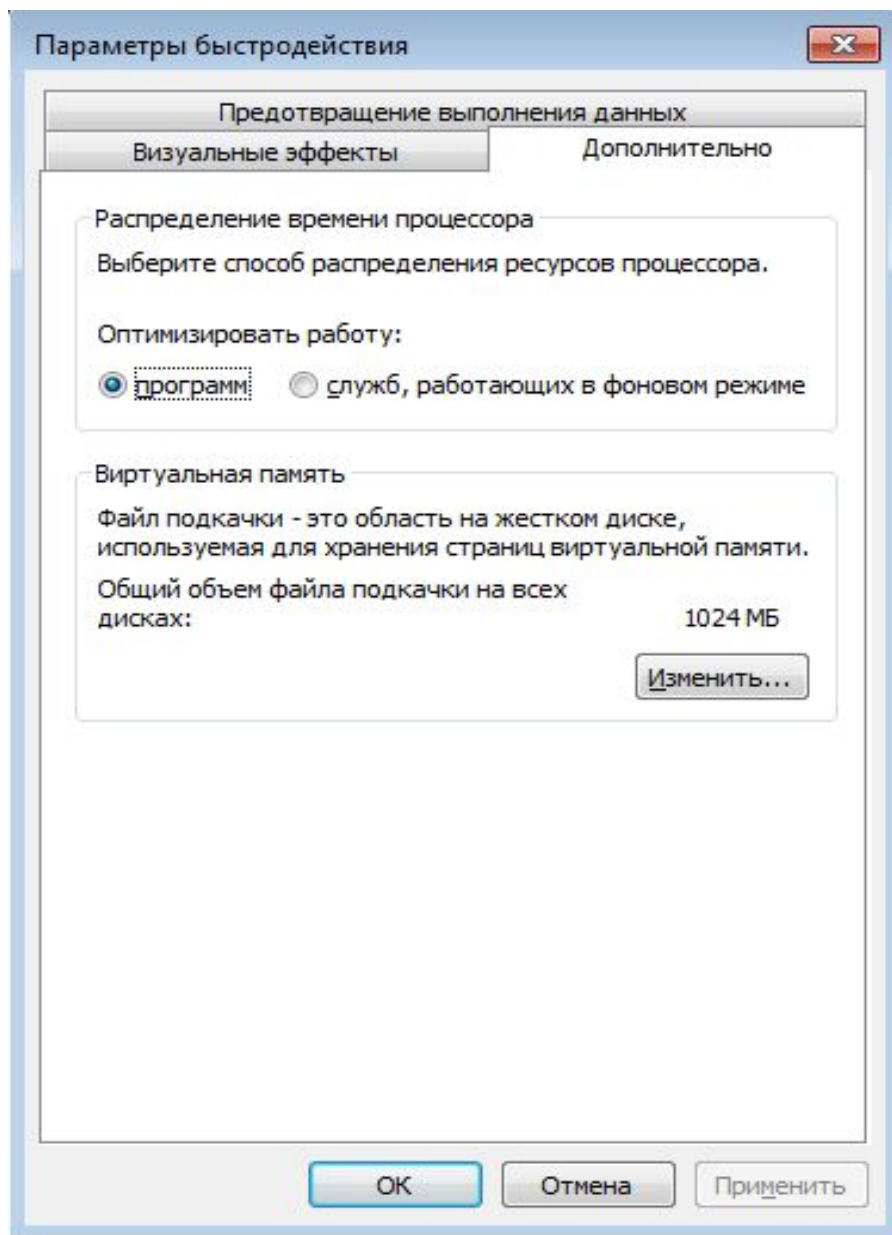 Параметры быстродействия
Предотвращение выполнения данных
Визуальные эффекты
Дополнительно
Распределение времени процессора
Выберите способ распределения ресурсов процессора.
Оптимизировать работу:
программ
служб, работающих в фоновом режиме
Виртуальная память
Файл подкачки - это область на жестком диске,
используемая для хранения страниц виртуальной памяти.
Общий объем файла подкачки на всех
дисках:
1024 МБ
Изменить...
ОК
Отмена
Применить